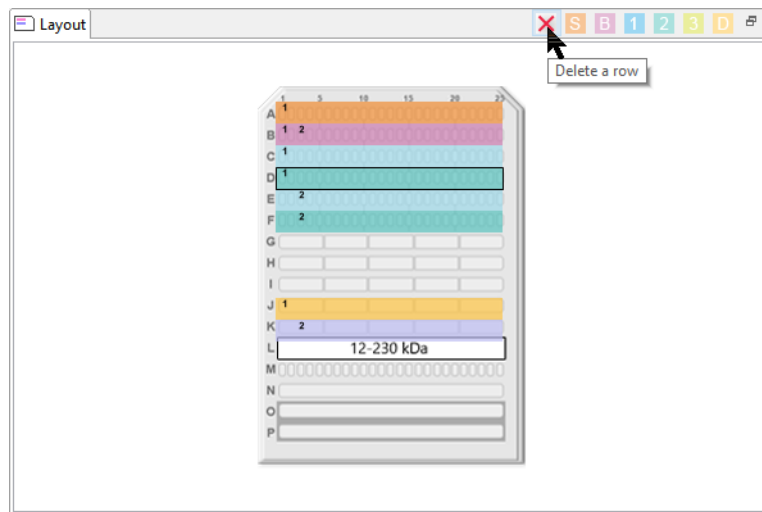 Layout
S B 1 2 3 D
Delete a row
1 5 10 15 20 25
A 1
B 1 2
C 1
D 1
E 2
F 2
G
H
I
J 1
K 2
L 12-230 kDa
M
N
O
P